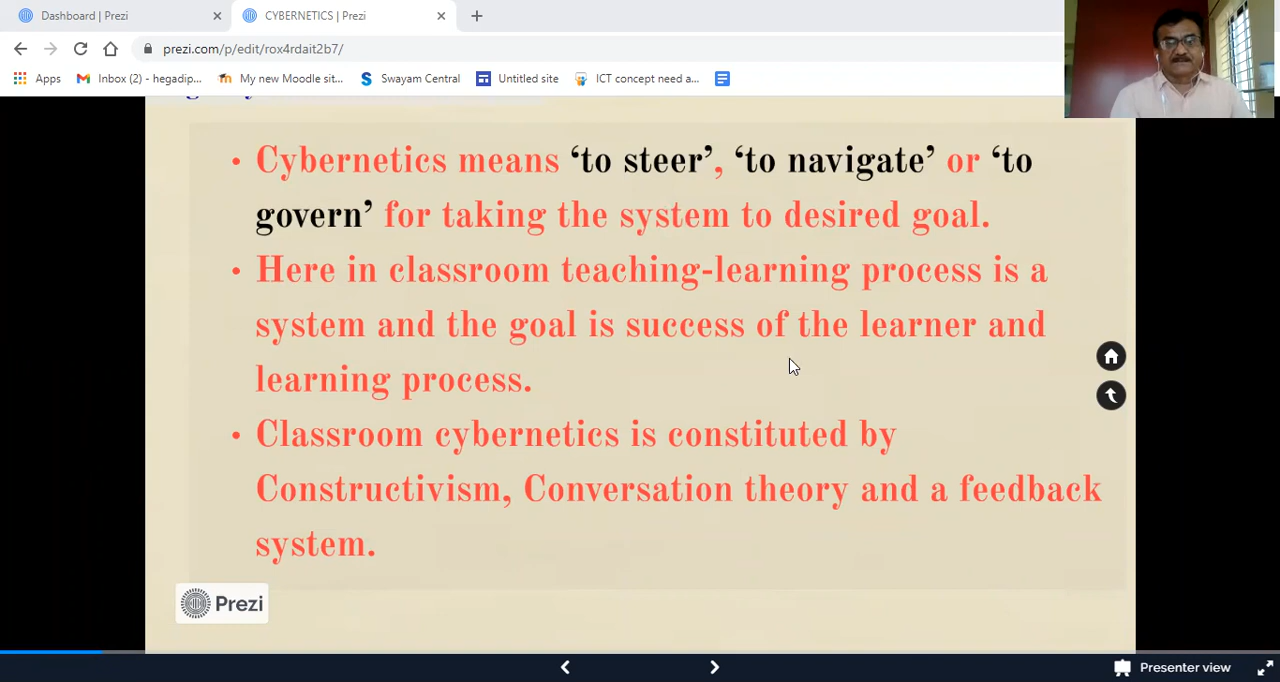 Dashboard | Prezi
CYBERNETICS | Prezi
prezi.com/p/edit/rox4rdait2b7/
Apps
Inbox (2) - hegadip...
My new Moodle sit...
Swayam Central
Untitled site
ICT concept need a...
• Cybernetics means ‘to steer’, ‘to navigate’ or ‘to
govern’ for taking the system to desired goal.
• Here in classroom teaching-learning process is a
system and the goal is success of the learner and
learning process.
• Classroom cybernetics is constituted by
Constructivism, Conversation theory and a feedback
system.
Prezi
Presenter view